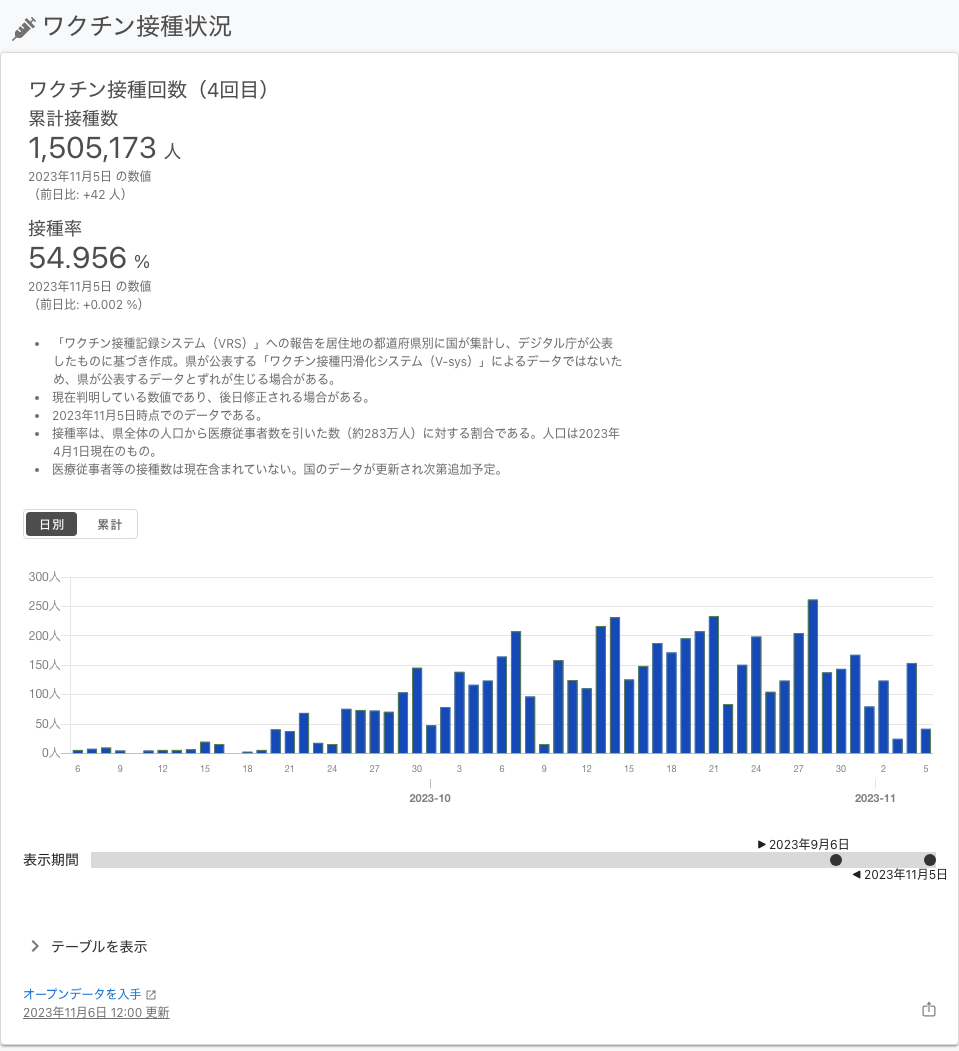 ワクチン接種状況
ワクチン接種回数（4回目）
累計接種数
1,505,173 人
2023年11月5日 の数値
（前日比: +42 人）
接種率
54.956 %
2023年11月5日 の数値
（前日比: +0.002 %）
• 「ワクチン接種記録システム（VRS）」への報告を居住地の都道府県別に国が集計し、デジタル庁が公表
したものに基づき作成。県が公表する「ワクチン接種円滑化システム（V-sys）」によるデータではないた
め、県が公表するデータとずれが生じる場合がある。
• 現在判明している数値であり、後日修正される場合がある。
• 2023年11月5日時点でのデータである。
• 接種率は、県全体の人口から医療従事者数を引いた数（約283万人）に対する割合である。人口は2023年
4月1日現在のもの。
• 医療従事者等の接種数は現在含まれていない。国のデータが更新され次第追加予定。
日別 累計
300人
250人
200人
150人
100人
50人
0人
6 9 12 15 18 21 24 27 30 3 6 9 12 15 18 21 24 27 30 2 5
2023-10 2023-11
▶ 2023年9月6日
表示期間
◀ 2023年11月5日
テーブルを表示
オープンデータを入手
2023年11月6日 12:00 更新